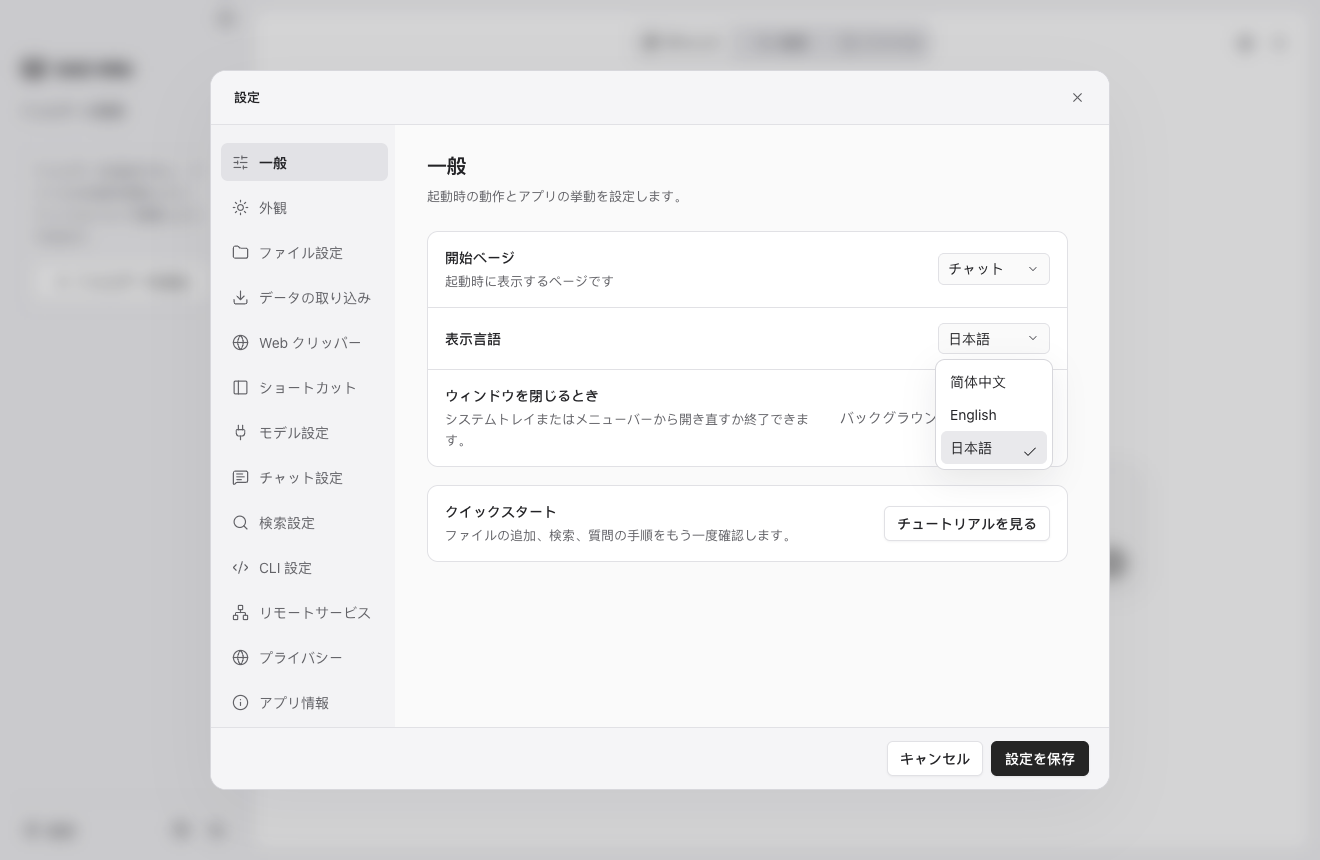 設定
一般
外観
ファイル設定
データの取り込み
Web クリッパー
ショートカット
モデル設定
チャット設定
検索設定
CLI 設定
リモートサービス
プライバシー
アプリ情報
一般
起動時の動作とアプリの挙動を設定します。
開始ページ
起動時に表示するページです
チャット
表示言語
日本語
简体中文
English
日本語
ウィンドウを閉じるとき
システムトレイまたはメニューバーから開き直すか終了できま
す。
バックグラウン
クイックスタート
ファイルの追加、検索、質問の手順をもう一度確認します。
チュートリアルを見る
キャンセル
設定を保存